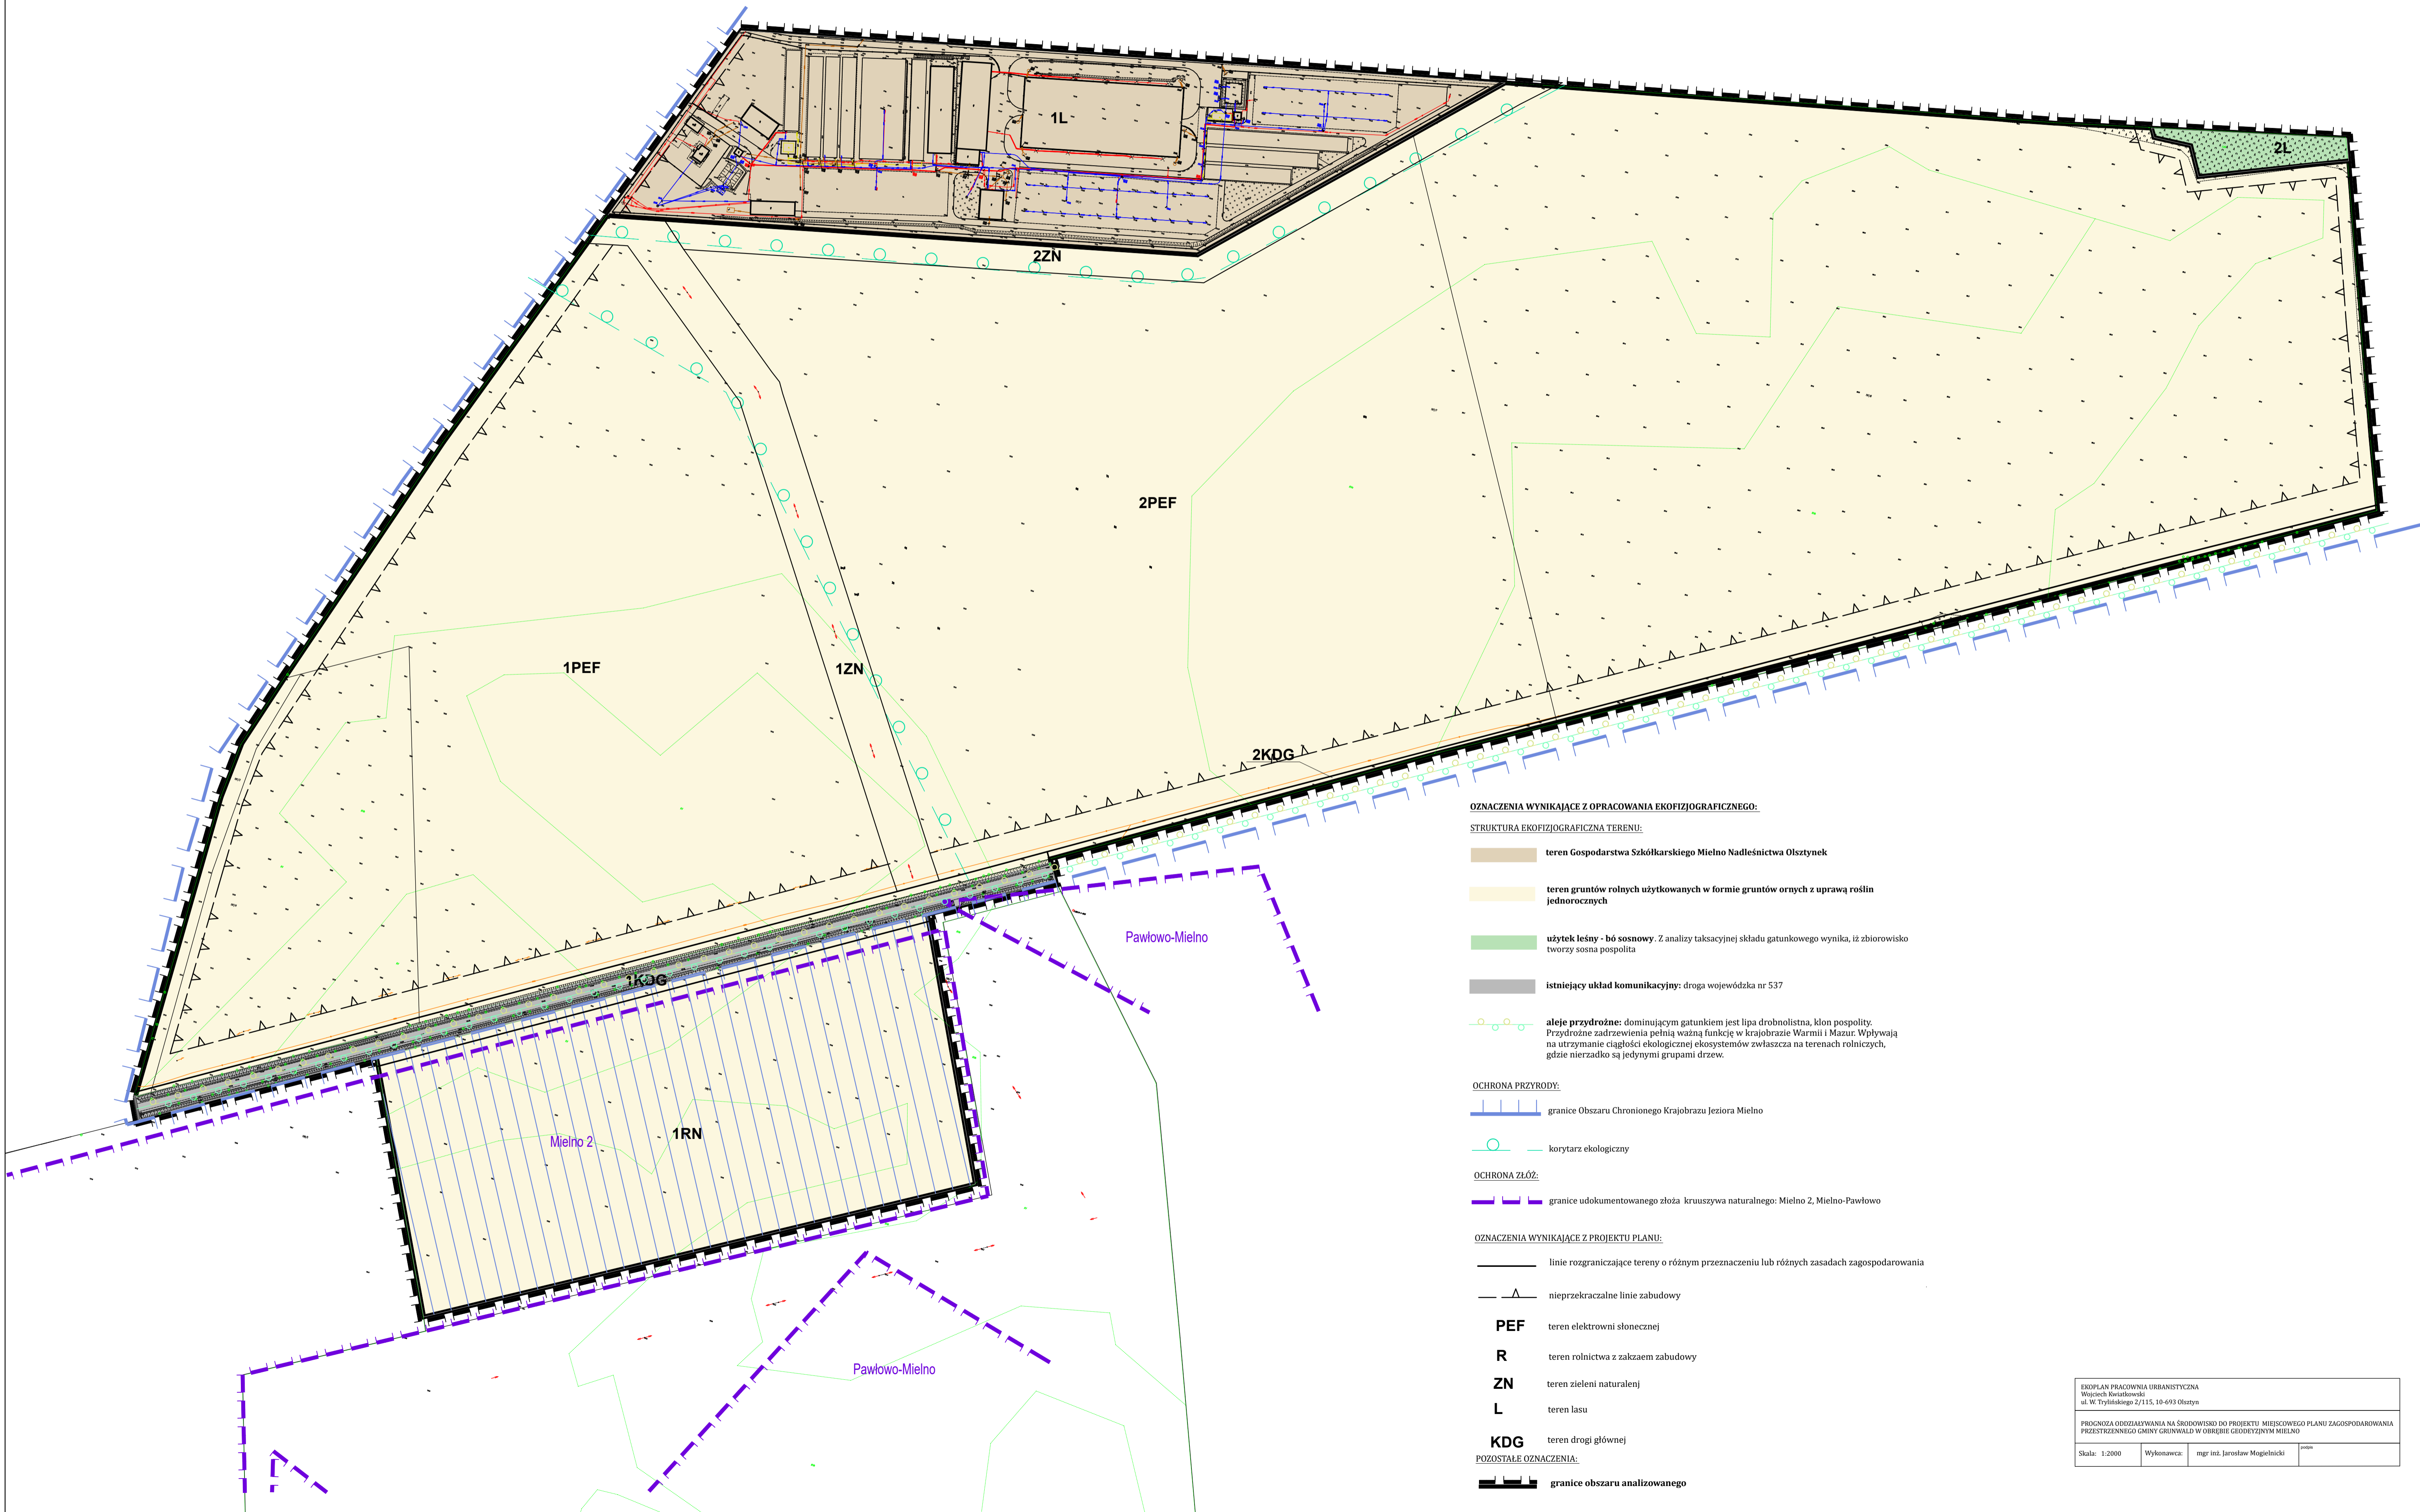 1L
2L
2ZN
2PEF
1PEF
1ZN
2KDG
Pawłowo-Mielno
1KDG
Mielno 2
1RN
Pawłowo-Mielno
OZNACZENIA WYNIKAJĄCE Z OPRACOWANIA EKOFIZJOGRAFICZNEGO:
STRUKTURA EKOFIZJOGRAFICZNA TERENU:
teren Gospodarstwa Szkółkarskiego Mielno Nadleśnictwa Olsztynek
teren gruntów rolnych użytkowanych w formie gruntów ornych z uprawą roślin
jednorocznych
użytek leśny - bó sosnowy. Z analizy taksacyjnej składu gatunkowego wynika, iż zbiorowisko
tworzy sosna pospolita
istniejący układ komunikacyjny: droga wojewódzka nr 537
aleje przydrożne: dominującym gatunkiem jest lipa drobnolistna, klon pospolity.
Przydrożne zadrzewienia pełnią ważną funkcję w krajobrazie Warmii i Mazur. Wpływają
na utrzymanie ciągłości ekologicznej ekosystemów zwłaszcza na terenach rolniczych,
gdzie nierzadko są jedynymi grupami drzew.
OCHRONA PRZYRODY:
granice Obszaru Chronionego Krajobrazu Jeziora Mielno
korytarz ekologiczny
OCHRONA ZŁÓŻ:
granice udokumentowanego złoża kruuszywa naturalnego: Mielno 2, Mielno-Pawłowo
OZNACZENIA WYNIKAJĄCE Z PROJEKTU PLANU:
linie rozgraniczające tereny o różnym przeznaczeniu lub różnych zasadach zagospodarowania
nieprzekraczalne linie zabudowy
PEF teren elektrowni słonecznej
R teren rolnictwa z zakzaem zabudowy
ZN teren zieleni naturalenj
L teren lasu
KDG teren drogi głównej
POZOSTAŁE OZNACZENIA:
granice obszaru analizowanego
EKOPLAN PRACOWNIA URBANISTYCZNA
Wojciech Kwiatkowski
ul. W. Trylińskiego 2/115, 10-693 Olsztyn
PROGNOZA ODDZIAŁYWANIA NA ŚRODOWISKO DO PROJEKTU MIEJSCOWEGO PLANU ZAGOSPODAROWANIA
PRZESTRZENNEGO GMINY GRUNWALD W OBRĘBIE GEODEZYJNYM MIELNO
Skala: 1:2000 Wykonawca: mgr inż. Jarosław Mogielnicki podpis